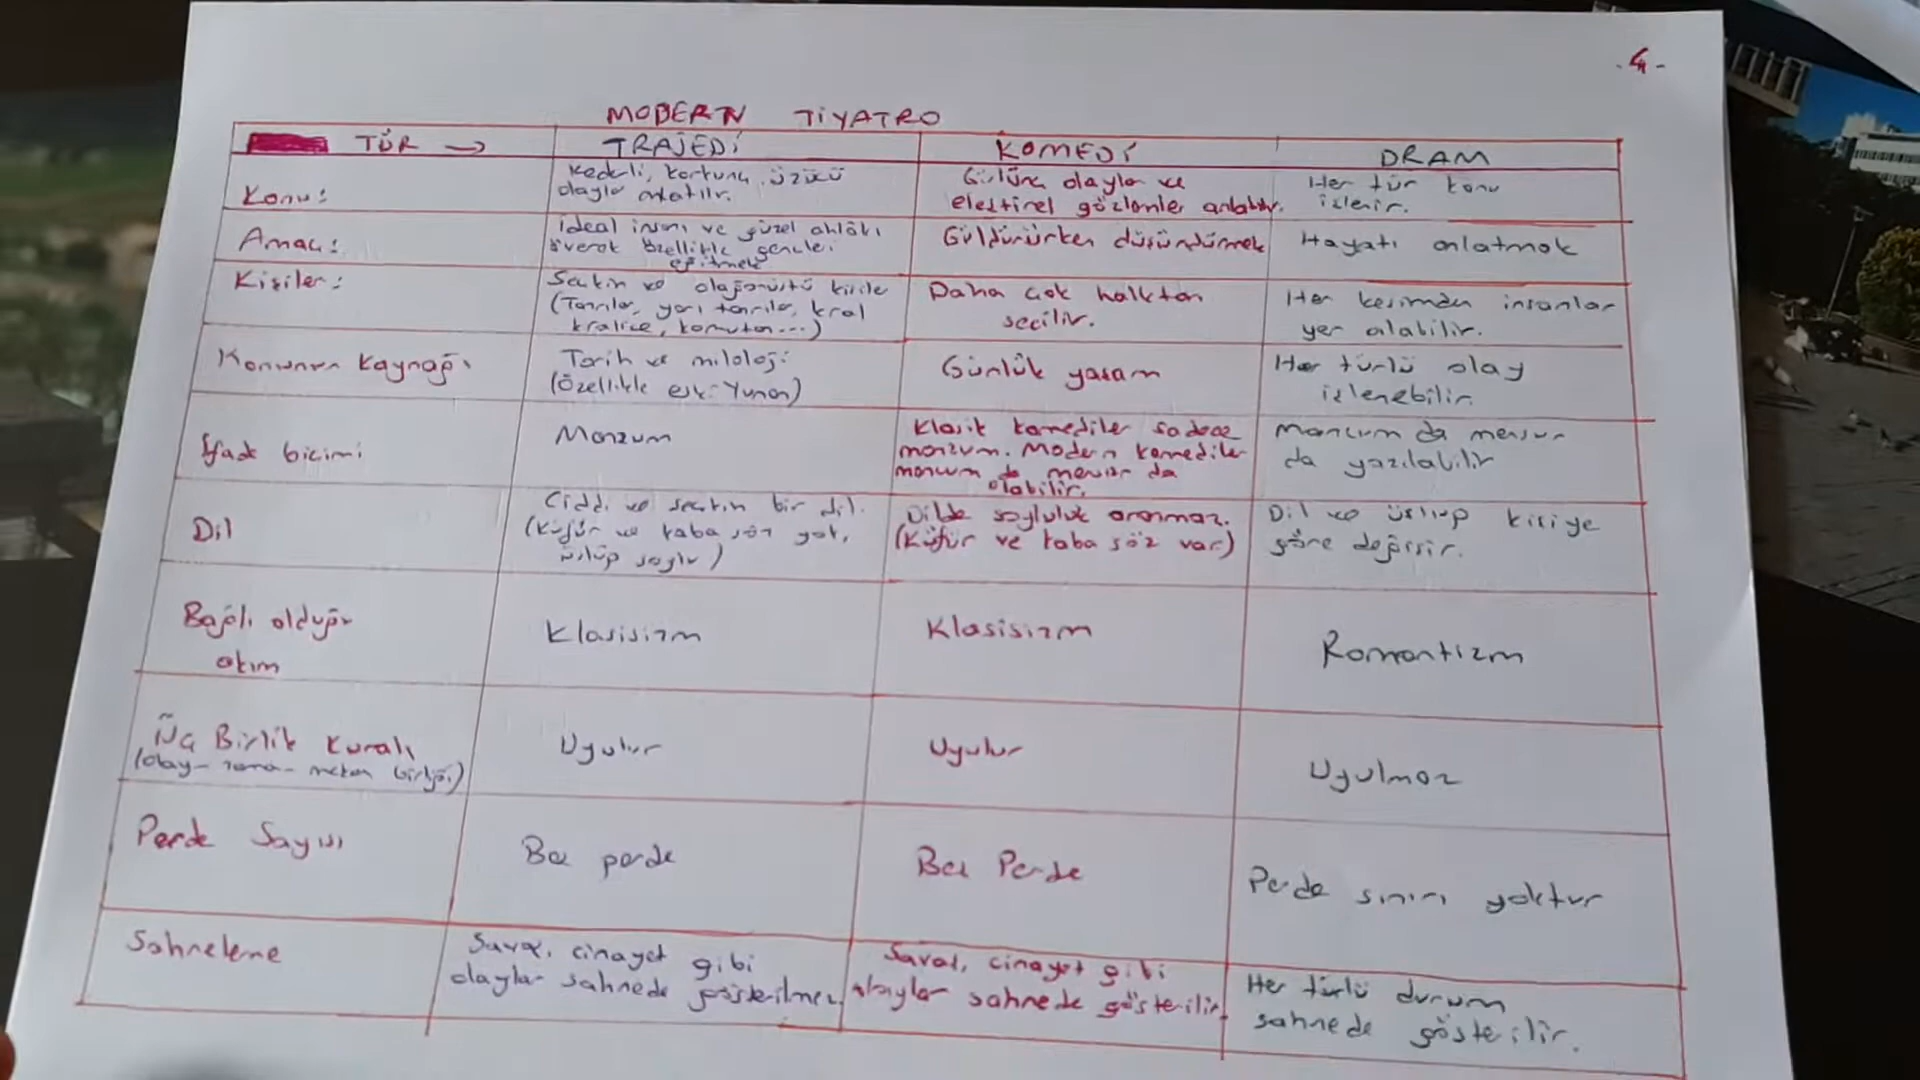 -4-
MODERN TİYATRO
TÜR → TRAJEDİ KOMEDİ DRAM
Konu:
Kederli, korkunç, üzücü
olaylar anlatılır.
Gülünç olaylar ve
eleştirel gözlemler anlatılır.
Her tür konu
izlenir.
Amaç:
ideal insanı ve güzel ahlâkı
överek özellikle gençleri
eğitmek
Güldürürken düşündürmek
Hayatı anlatmak
Kişiler:
Seçkin ve olağanüstü kişiler
(Tanrılar, yarı tanrılar, kral
kraliçe, komutan...)
Daha çok halktan
seçilir.
Her kesimden insanlar
yer alabilir.
Konunun Kaynağı
Tarih ve mitoloji
(Özellikle eski Yunan)
Günlük yaşam
Her türlü olay
izlenebilir.
İfade biçimi
Manzum
Klasik komediler sadece
manzum. Modern komediler
manzum da mensur da
olabilir.
manzum da mensur
da yazılabilir
Dil
Ciddi ve seçkin bir dil.
(Küfür ve kaba söz yok,
üslup soylu)
Dilde soyluluk aranmaz.
(Küfür ve kaba söz var)
Dil ve üslup kişiye
göre değişir.
Bağlı olduğu
akım
Klasisizm
Klasisizm
Romantizm
Üç Birlik Kuralı
(olay-zaman-mekan birliği)
Uyulur
Uyulur
Uyulmaz
Perde Sayısı
Beş perde
Beş Perde
Perde sınırı yoktur
Sahneleme
Savaş, cinayet gibi
olaylar sahnede gösterilmez
Savaş, cinayet gibi
olaylar sahnede gösterilir
Her türlü durum
sahnede gösterilir.